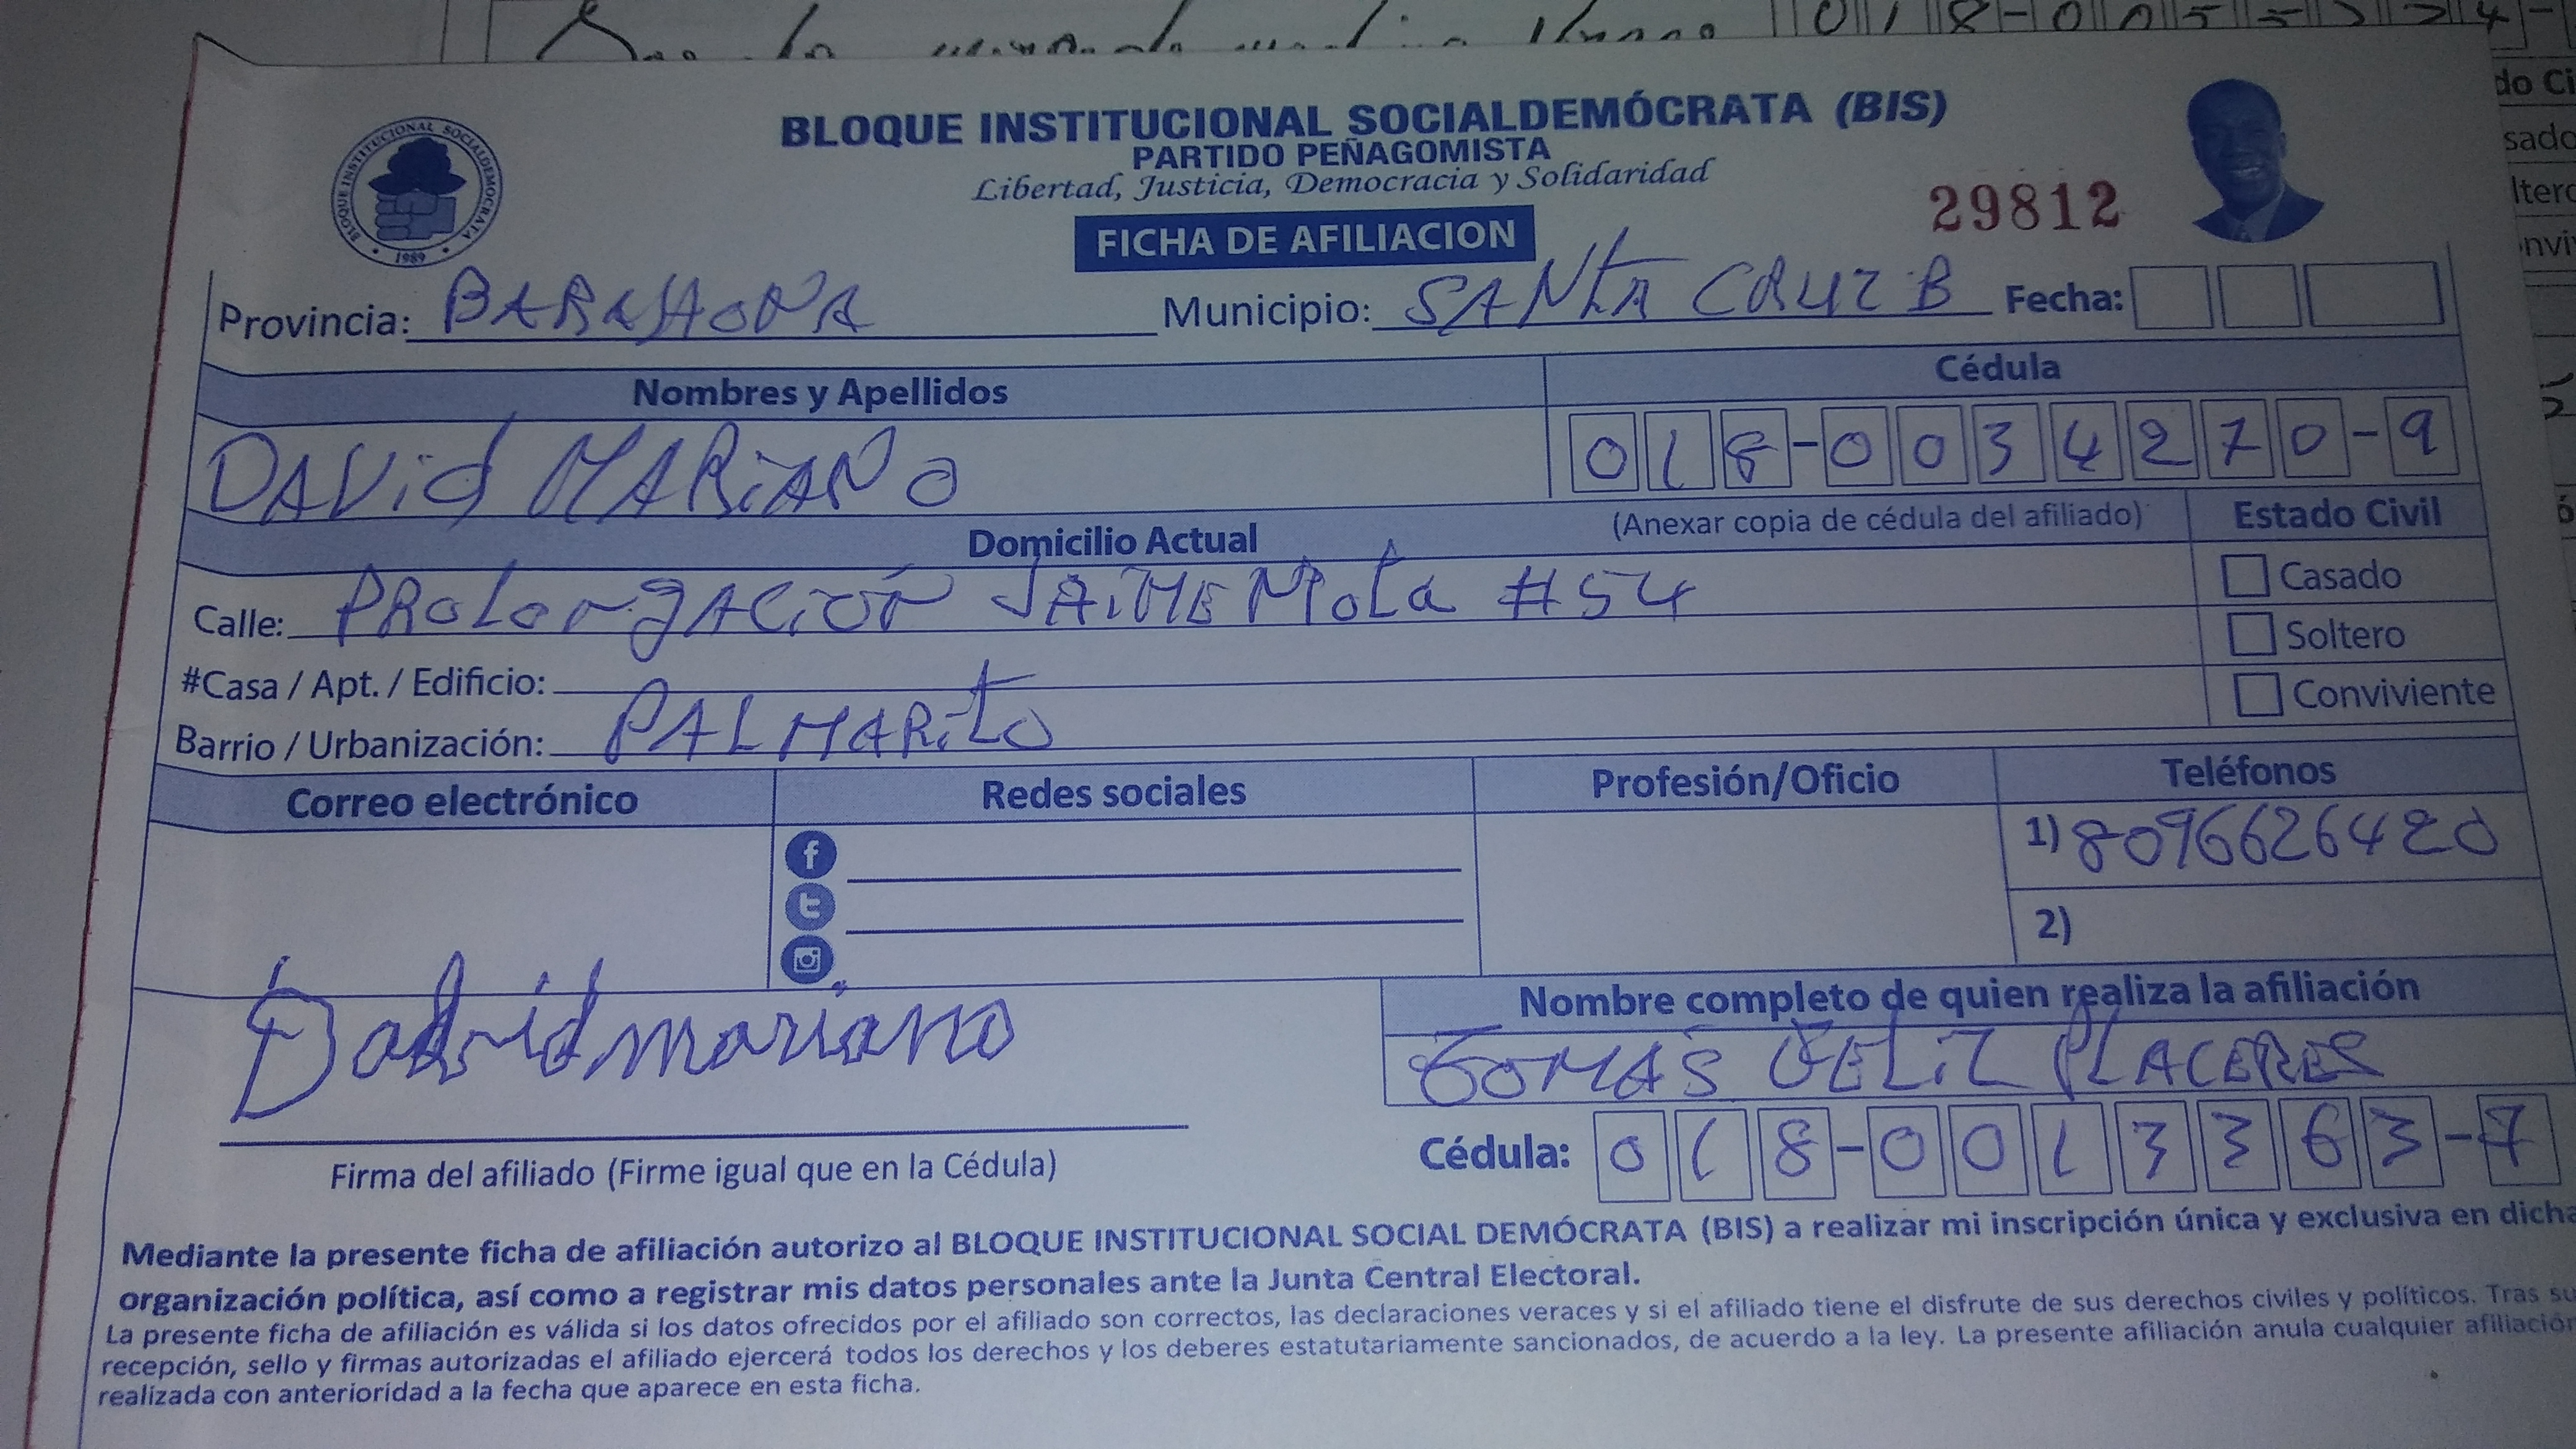 018-0055
BLOQUE INSTITUCIONAL SOCIALDEMOCRATA
1989
BLOQUE INSTITUCIONAL SOCIALDEMÓCRATA (BIS)
PARTIDO PEÑAGOMISTA
Libertad, Justicia, Democracia y Solidaridad
FICHA DE AFILIACION
29812
Provincia: BARAHONA Municipio: SANTA CRUZ B Fecha:
Nombres y Apellidos Cédula
DAVid MARiANO 018-0034270-9
Domicilio Actual (Anexar copia de cédula del afiliado) Estado Civil
Calle: PROLONgACiÓN JAiME MOtA #54 Casado
Soltero
#Casa / Apt. / Edificio:
Conviviente
Barrio / Urbanización: PALMARito
Correo electrónico Redes sociales Profesión/Oficio Teléfonos
1) 8096626420
2)
Nombre completo de quien realiza la afiliación
David mariano TOMÁS FELiZ PLACERES
Firma del afiliado (Firme igual que en la Cédula) Cédula: 018-0013363-7
Mediante la presente ficha de afiliación autorizo al BLOQUE INSTITUCIONAL SOCIAL DEMÓCRATA (BIS) a realizar mi inscripción única y exclusiva en dicha
organización política, así como a registrar mis datos personales ante la Junta Central Electoral.
La presente ficha de afiliación es válida si los datos ofrecidos por el afiliado son correctos, las declaraciones veraces y si el afiliado tiene el disfrute de sus derechos civiles y políticos. Tras su
recepción, sello y firmas autorizadas el afiliado ejercerá todos los derechos y los deberes estatutariamente sancionados, de acuerdo a la ley. La presente afiliación anula cualquier afiliación
realizada con anterioridad a la fecha que aparece en esta ficha.